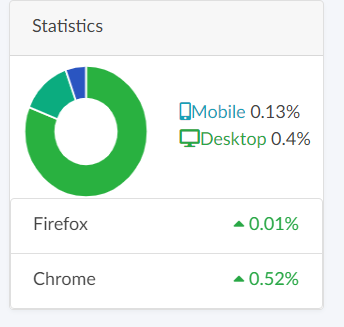 Statistics
Mobile 0.13%
Desktop 0.4%
Firefox 0.01%
Chrome 0.52%